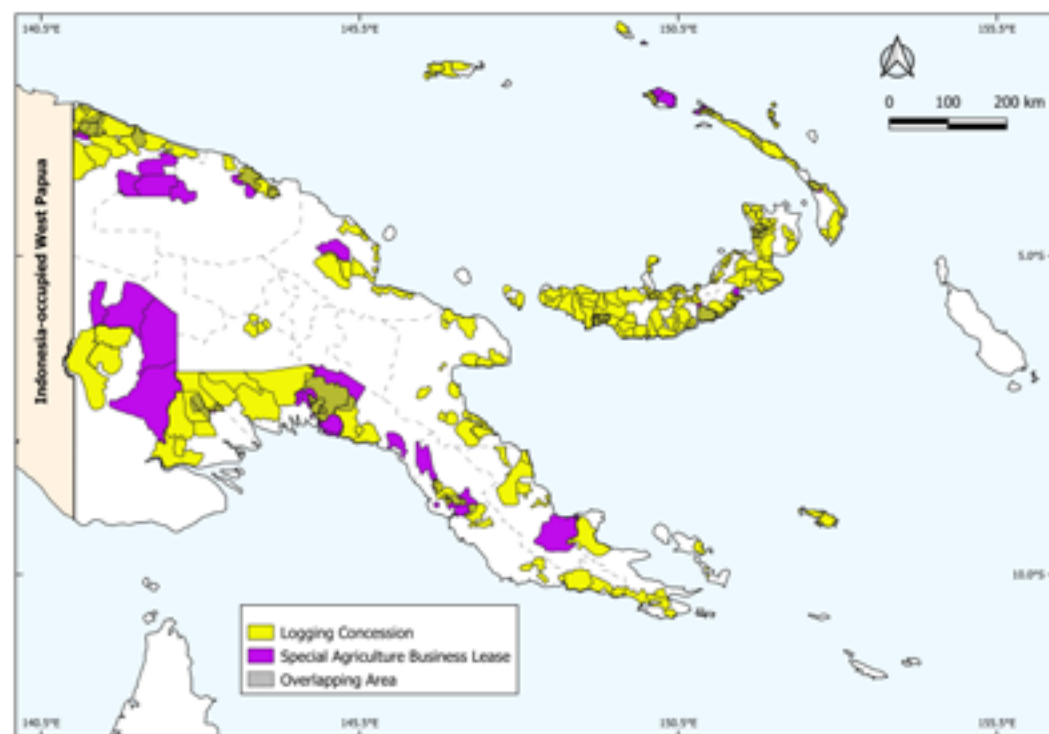 140.5°E 145.5°E 150.5°E 155.5°E
0 100 200 km
Indonesia-occupied West Papua
5.0°S
10.0°S
Logging Concession
Special Agriculture Business Lease
Overlapping Area
140.5°E 145.5°E 150.5°E 155.5°E